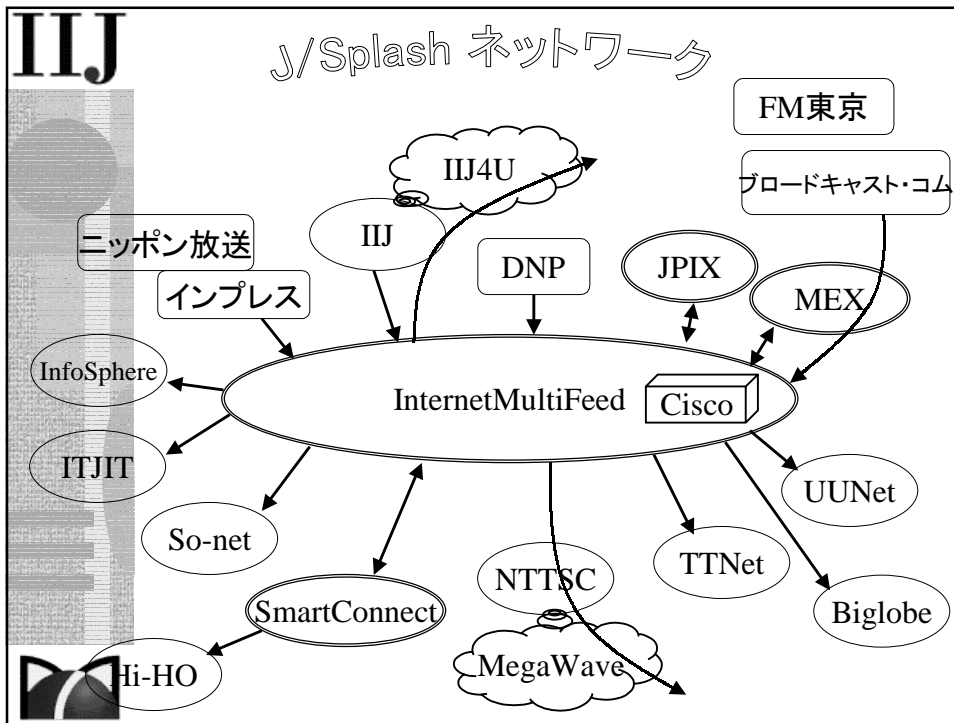 IIJ
J/Splash ネットワーク
FM東京
IIJ4U
ブロードキャスト・コム
ニッポン放送
IIJ
DNP
JPIX
インプレス
MEX
InfoSphere
InternetMultiFeed
Cisco
ITJIT
UUNet
So-net
TTNet
NTTSC
SmartConnect
Biglobe
MegaWave
Hi-HO